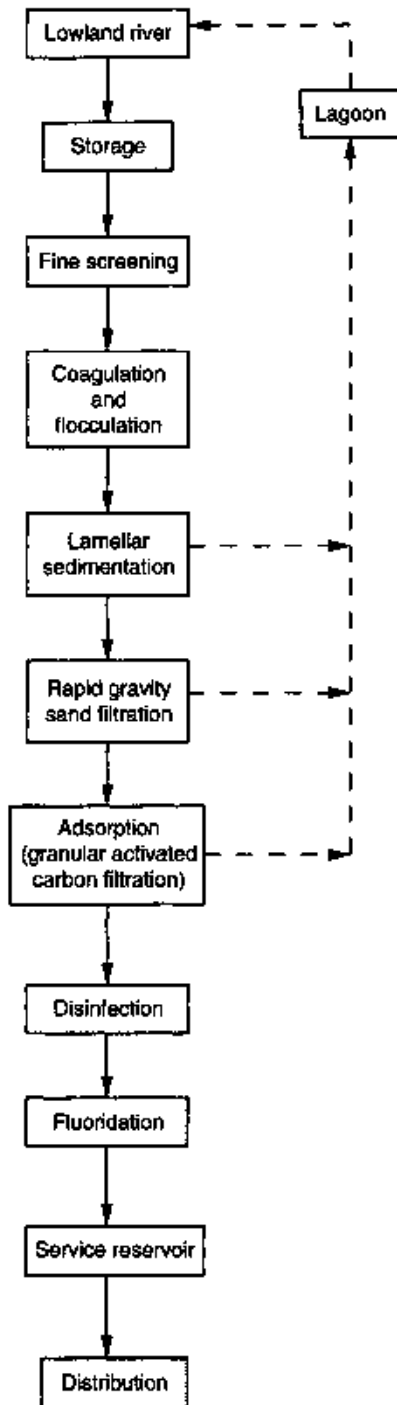 Lowland river
Lagoon
Storage
Fine screening
Coagulation
and
flocculation
Lamellar
sedimentation
Rapid gravity
sand filtration
Adsorption
(granular activated
carbon filtration)
Disinfection
Fluoridation
Service reservoir
Distribution